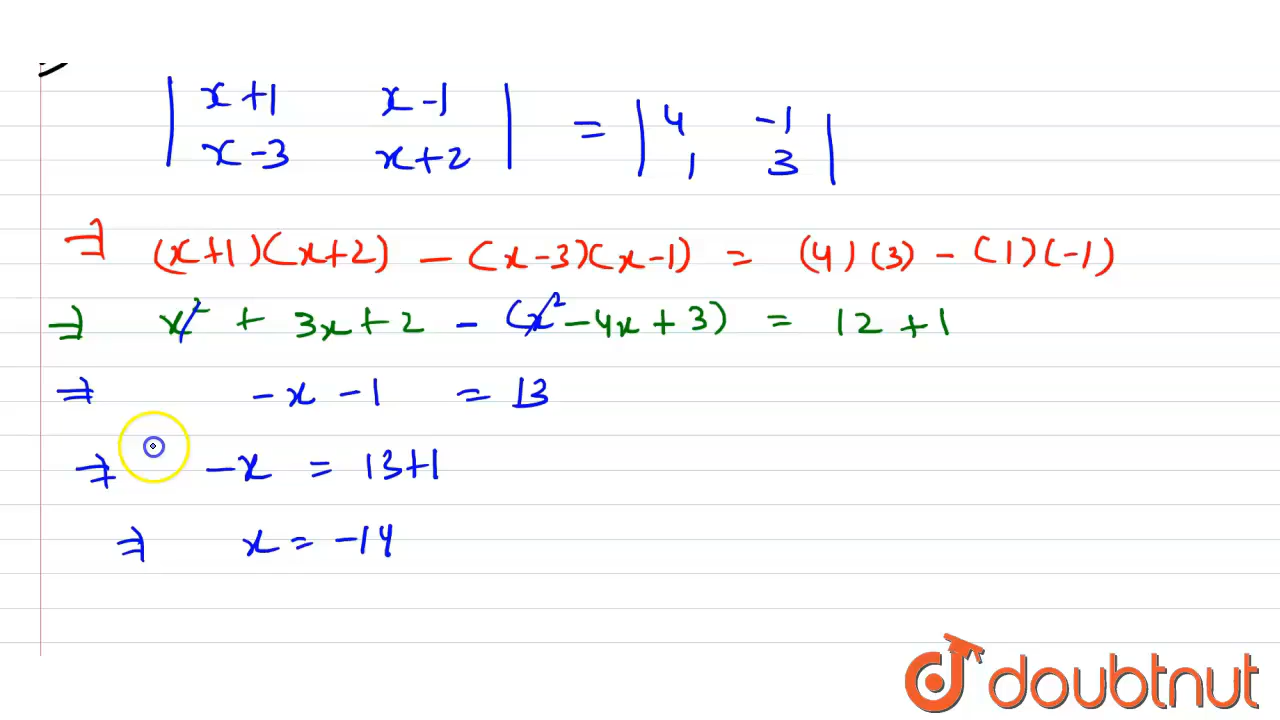 | x+1 x-1 | = | 4 -1 |
| x-3 x+2 | | 1 3 |
⇒ (x+1)(x+2) - (x-3)(x-1) = (4)(3) - (1)(-1)
⇒ x² + 3x+2 - (x² -4x+3) = 12+1
⇒ -x -1 = 13
⇒ -x = 13+1
⇒ x = -14
doubtnut